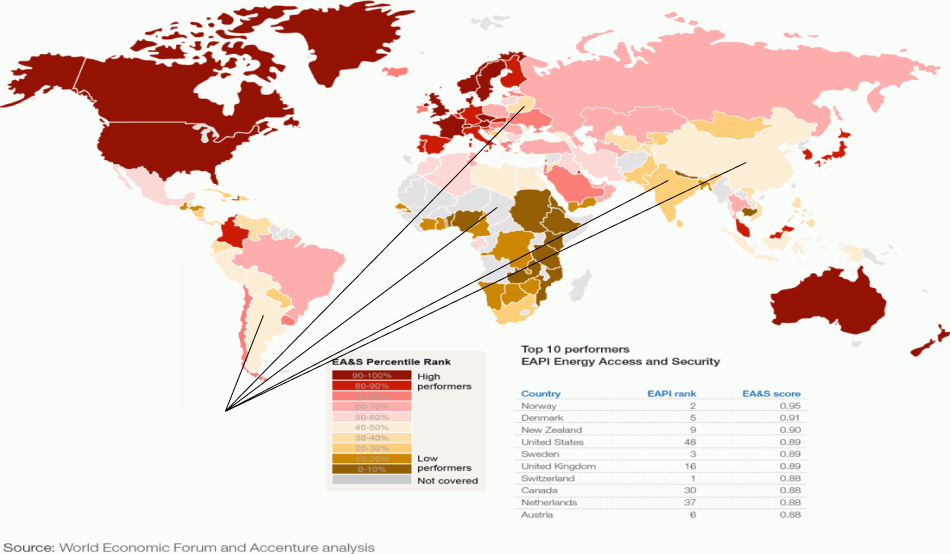 Top 10 performers
EAPI Energy Access and Security
EA&S Percentile Rank
90-100%
High performers
80-90%
60-70%
50-60%
40-50%
30-40%
20-30%
10-20%
Low performers
0-10%
Not covered
Country EAPI rank EA&S score
Norway 2 0.95
Denmark 5 0.91
New Zealand 9 0.90
United States 48 0.89
Sweden 3 0.89
United Kingdom 16 0.89
Switzerland 1 0.88
Canada 30 0.88
Netherlands 37 0.88
Austria 6 0.88
Source: World Economic Forum and Accenture analysis